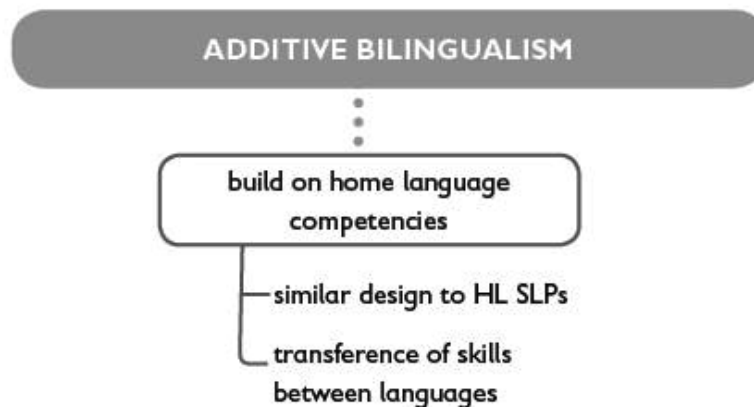 ADDITIVE BILINGUALISM
build on home language
competencies
similar design to HL SLPs
transference of skills
between languages